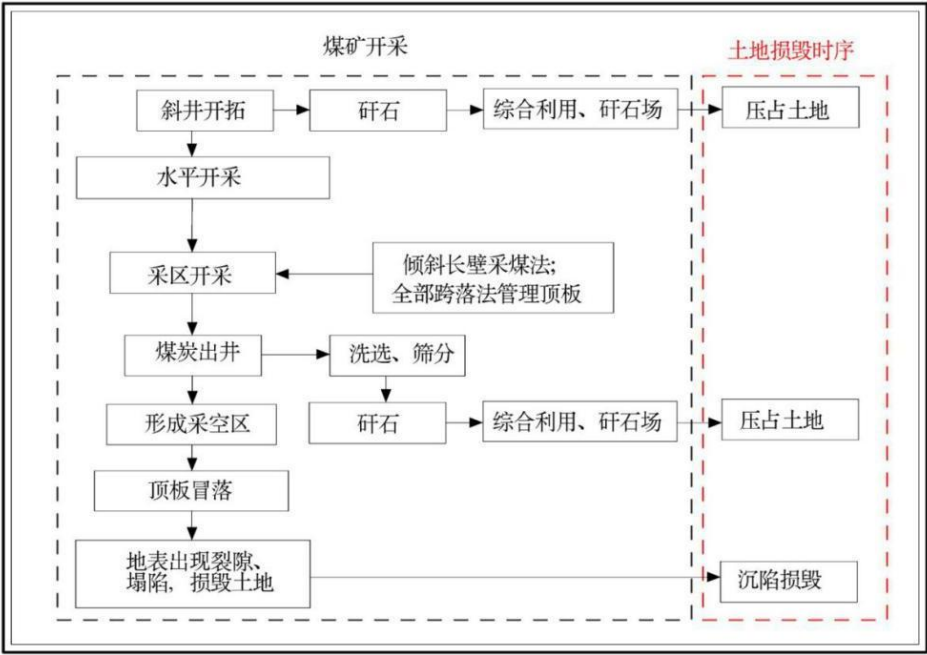 煤矿开采
土地损毁时序
斜井开拓
矸石
综合利用、矸石场
压占土地
水平开采
采区开采
倾斜长壁采煤法;
全部跨落法管理顶板
煤炭出井
洗选、筛分
形成采空区
矸石
综合利用、矸石场
压占土地
顶板冒落
地表出现裂隙、
塌陷, 损毁土地
沉陷损毁